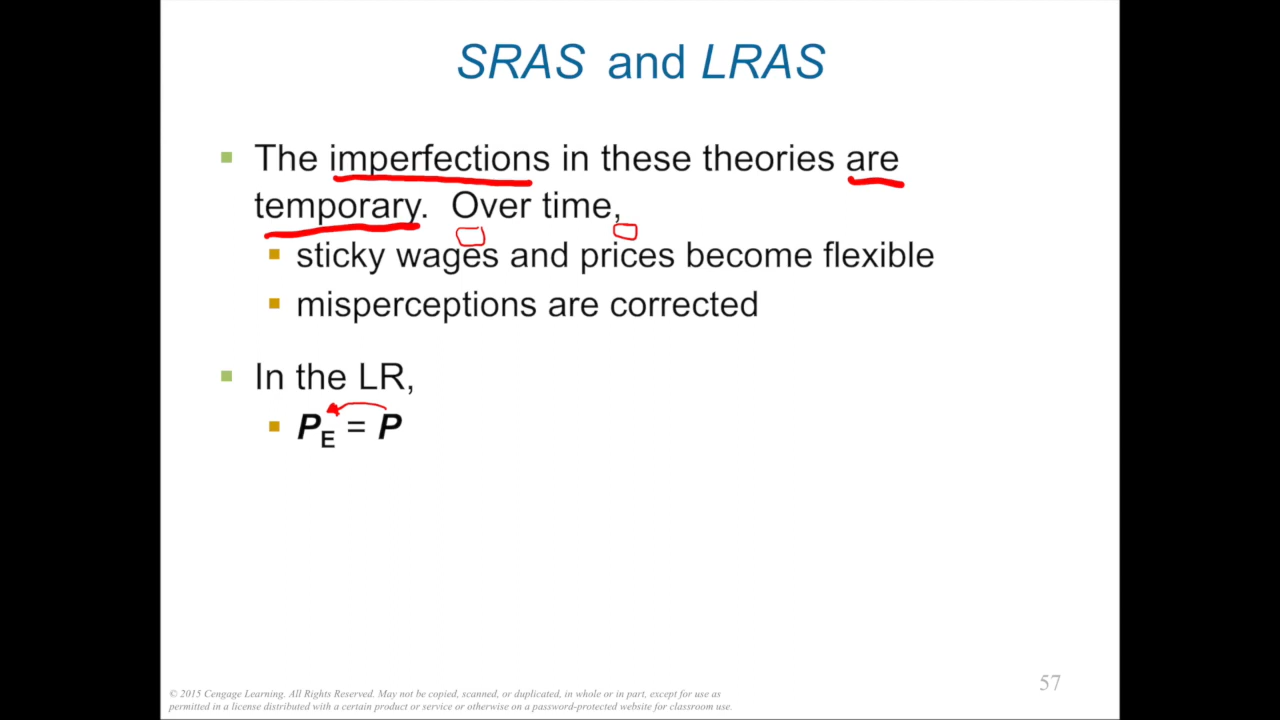 SRAS and LRAS
The imperfections in these theories are
temporary. Over time,
sticky wages and prices become flexible
misperceptions are corrected
In the LR,
PE = P
© 2015 Cengage Learning. All Rights Reserved. May not be copied, scanned, or duplicated, in whole or in part, except for use as
permitted in a license distributed with a certain product or service or otherwise on a password-protected website for classroom use.
57